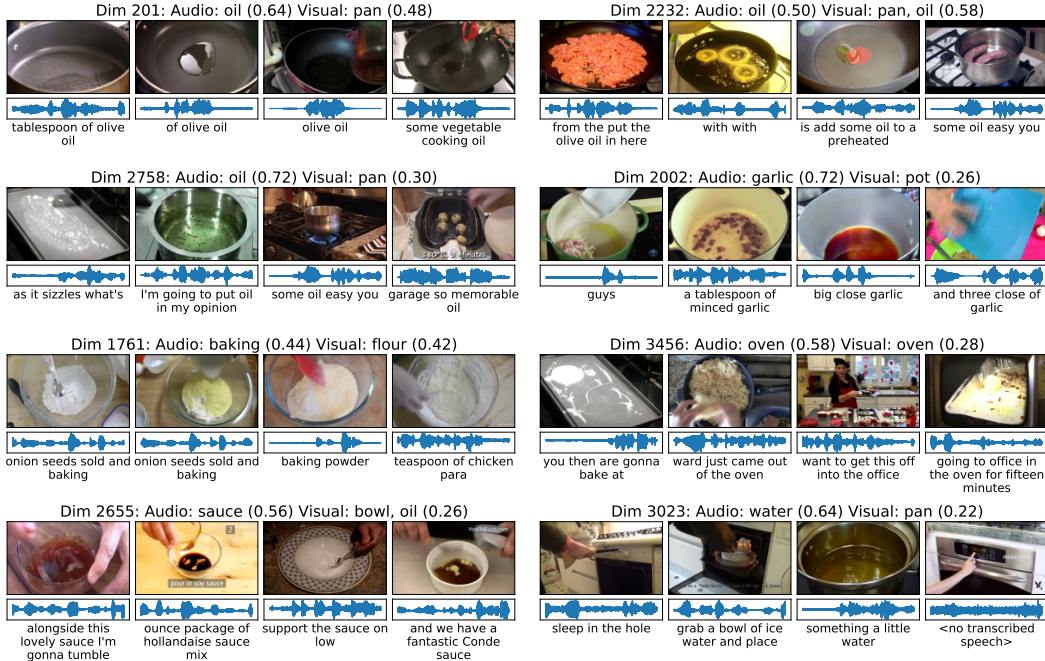 Dim 201: Audio: oil (0.64) Visual: pan (0.48)
tablespoon of olive
oil
of olive oil
olive oil
some vegetable
cooking oil
Dim 2232: Audio: oil (0.50) Visual: pan, oil (0.58)
from the put the
olive oil in here
with with
is add some oil to a
preheated
some oil easy you
Dim 2758: Audio: oil (0.72) Visual: pan (0.30)
as it sizzles what's
I'm going to put oil
in my opinion
some oil easy you
garage so memorable
oil
Dim 2002: Audio: garlic (0.72) Visual: pot (0.26)
guys
a tablespoon of
minced garlic
big close garlic
and three close of
garlic
Dim 1761: Audio: baking (0.44) Visual: flour (0.42)
onion seeds sold and
baking
onion seeds sold and
baking
baking powder
teaspoon of chicken
para
Dim 3456: Audio: oven (0.58) Visual: oven (0.28)
you then are gonna
bake at
ward just came out
of the oven
want to get this off
into the office
going to office in
the oven for fifteen
minutes
Dim 2655: Audio: sauce (0.56) Visual: bowl, oil (0.26)
2
pour in soy sauce
alongside this
lovely sauce I'm
gonna tumble
ounce package of
hollandaise sauce
mix
support the sauce on
low
and we have a
fantastic Conde
sauce
Dim 3023: Audio: water (0.64) Visual: pan (0.22)
sleep in the hole
grab a bowl of ice
water and place
something a little
water
<no transcribed
speech>